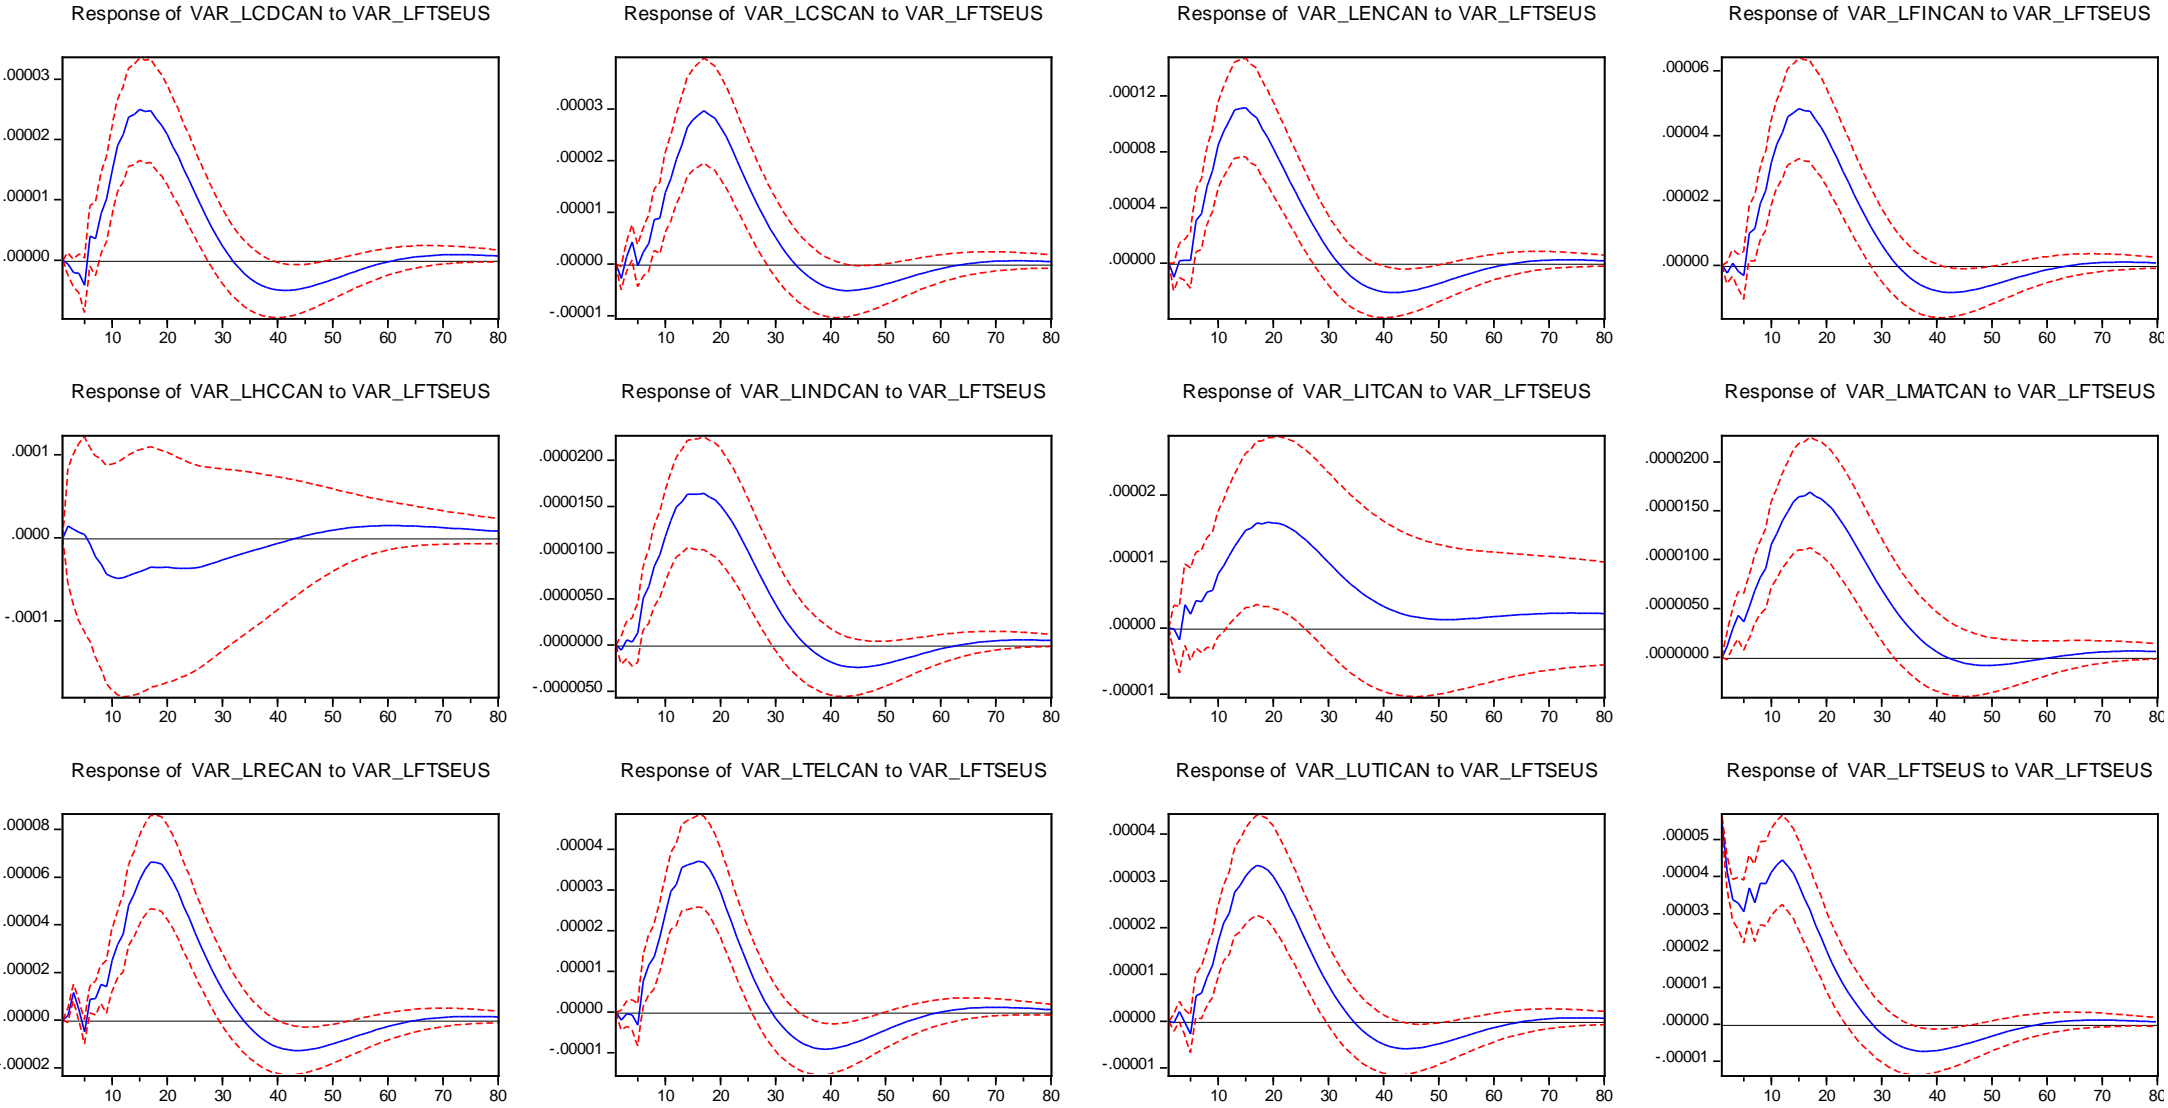 Response of VAR_LCDCAN to VAR_LFTSEUS
.00003
.00002
.00001
.00000
10 20 30 40 50 60 70 80
Response of VAR_LCSCAN to VAR_LFTSEUS
.00003
.00002
.00001
.00000
-.00001
10 20 30 40 50 60 70 80
Response of VAR_LENCAN to VAR_LFTSEUS
.00012
.00008
.00004
.00000
10 20 30 40 50 60 70 80
Response of VAR_LFINCAN to VAR_LFTSEUS
.00006
.00004
.00002
.00000
10 20 30 40 50 60 70 80
Response of VAR_LHCCAN to VAR_LFTSEUS
.0001
.0000
-.0001
10 20 30 40 50 60 70 80
Response of VAR_LINDCAN to VAR_LFTSEUS
.0000200
.0000150
.0000100
.0000050
.0000000
-.0000050
10 20 30 40 50 60 70 80
Response of VAR_LITCAN to VAR_LFTSEUS
.00002
.00001
.00000
-.00001
10 20 30 40 50 60 70 80
Response of VAR_LMATCAN to VAR_LFTSEUS
.0000200
.0000150
.0000100
.0000050
.0000000
10 20 30 40 50 60 70 80
Response of VAR_LRECAN to VAR_LFTSEUS
.00008
.00006
.00004
.00002
.00000
-.00002
10 20 30 40 50 60 70 80
Response of VAR_LTELCAN to VAR_LFTSEUS
.00004
.00003
.00002
.00001
.00000
-.00001
10 20 30 40 50 60 70 80
Response of VAR_LUTICAN to VAR_LFTSEUS
.00004
.00003
.00002
.00001
.00000
-.00001
10 20 30 40 50 60 70 80
Response of VAR_LFTSEUS to VAR_LFTSEUS
.00005
.00004
.00003
.00002
.00001
.00000
-.00001
10 20 30 40 50 60 70 80